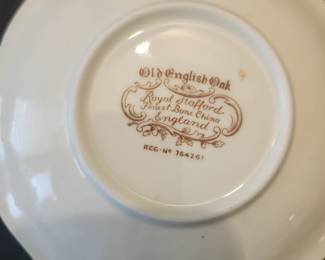 Old English Oak
Royal Stafford
Finest Bone China
England
REG. Nº 764261